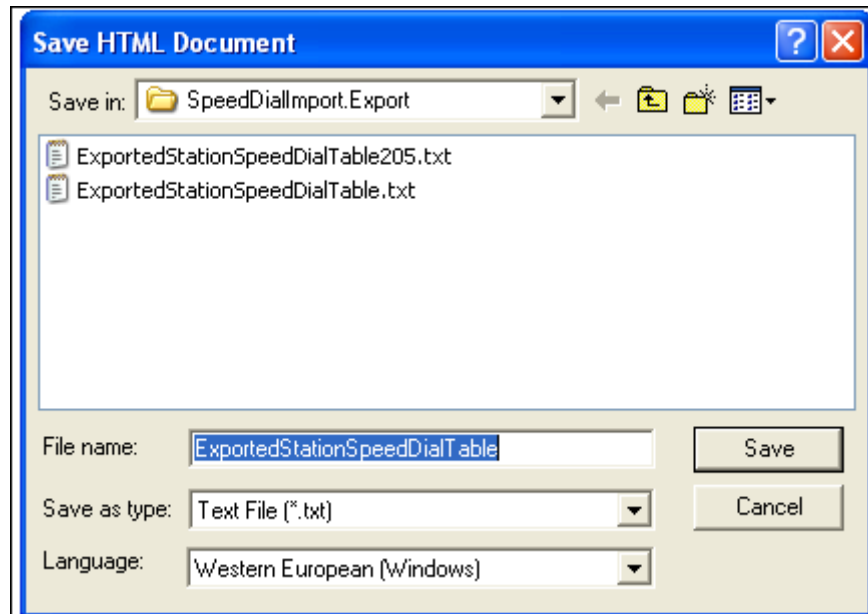 Save HTML Document
Save in: SpeedDialImport.Export
ExportedStationSpeedDialTable205.txt
ExportedStationSpeedDialTable.txt
File name: ExportedStationSpeedDialTable Save
Save as type: Text File (*.txt) Cancel
Language: Western European (Windows)